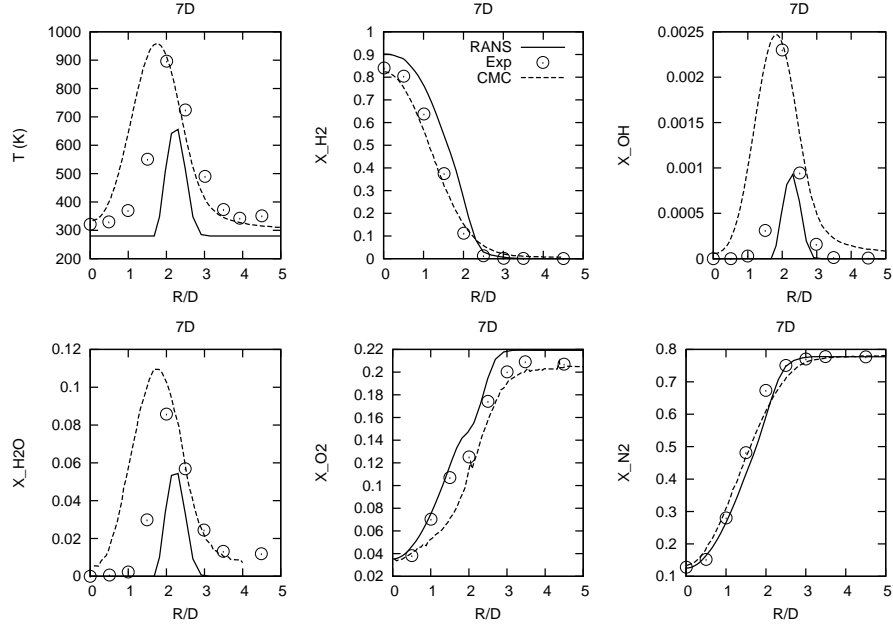 7D
7D
7D
T (K)
1000
900
800
700
600
500
400
300
200
0 1 2 3 4 5
R/D
X_H2
1
0.9
0.8
0.7
0.6
0.5
0.4
0.3
0.2
0.1
0
RANS
Exp
CMC
0 1 2 3 4 5
R/D
X_OH
0.0025
0.002
0.0015
0.001
0.0005
0
0 1 2 3 4 5
R/D
7D
7D
7D
X_H2O
0.12
0.1
0.08
0.06
0.04
0.02
0
0 1 2 3 4 5
R/D
X_O2
0.22
0.2
0.18
0.16
0.14
0.12
0.1
0.08
0.06
0.04
0.02
0 1 2 3 4 5
R/D
X_N2
0.8
0.7
0.6
0.5
0.4
0.3
0.2
0.1
0 1 2 3 4 5
R/D